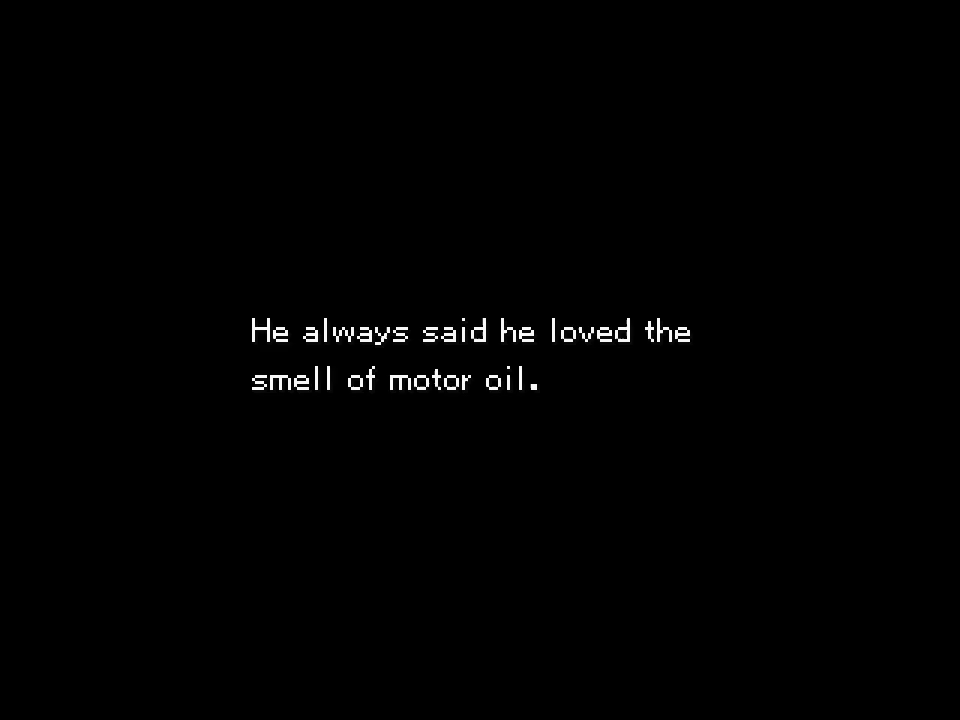 He always said he loved the
smell of motor oil.